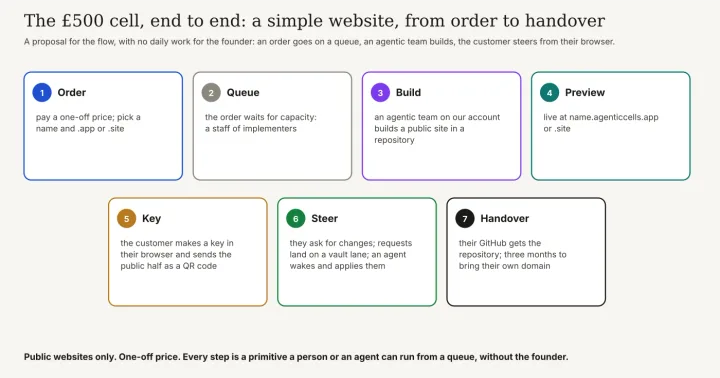 The £500 cell, end to end: a simple website, from order to handover
A proposal for the flow, with no daily work for the founder: an order goes on a queue, an agentic team builds, the customer steers from their browser.
1 Order
pay a one-off price; pick a
name and .app or .site
2 Queue
the order waits for capacity:
a staff of implementers
3 Build
an agentic team on our account
builds a public site in a
repository
4 Preview
live at name.agenticcells.app
or .site
5 Key
the customer makes a key in
their browser and sends the
public half as a QR code
6 Steer
they ask for changes; requests
land on a vault lane; an agent
wakes and applies them
7 Handover
their GitHub gets the
repository; three months to
bring their own domain
Public websites only. One-off price. Every step is a primitive a person or an agent can run from a queue, without the founder.